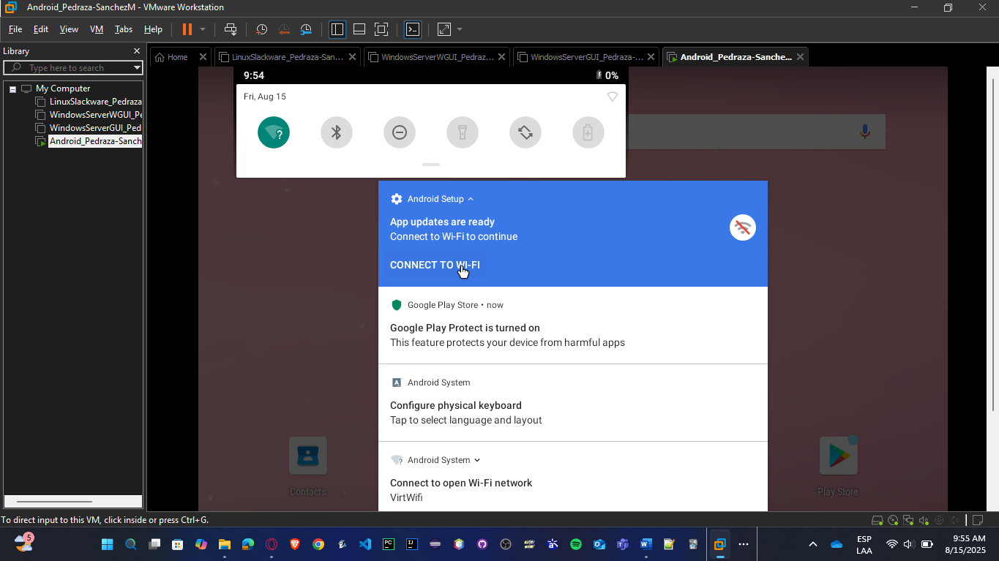 Android_Pedraza-SanchezM - VMware Workstation
File Edit View VM Tabs Help
Library
Type here to search
My Computer
LinuxSlackware_Pedraza
WindowsServerWGUI_Pe
WindowsServerGUI_Ped
Android_Pedraza-Sanch
Home
LinuxSlackware_Pedraza-San...
WindowsServerWGUI_Pedraz...
WindowsServerGUI_Pedraza-...
Android_Pedraza-Sanche...
9:54
0%
Fri, Aug 15
Android Setup
App updates are ready
Connect to Wi-Fi to continue
CONNECT TO WI-FI
Google Play Store • now
Google Play Protect is turned on
This feature protects your device from harmful apps
Android System
Configure physical keyboard
Tap to select language and layout
Android System
Connect to open Wi-Fi network
VirtWifi
Contacts
Play Store
To direct input to this VM, click inside or press Ctrl+G.
5
PC
IJ
ESP
LAA
9:55 AM
8/15/2025